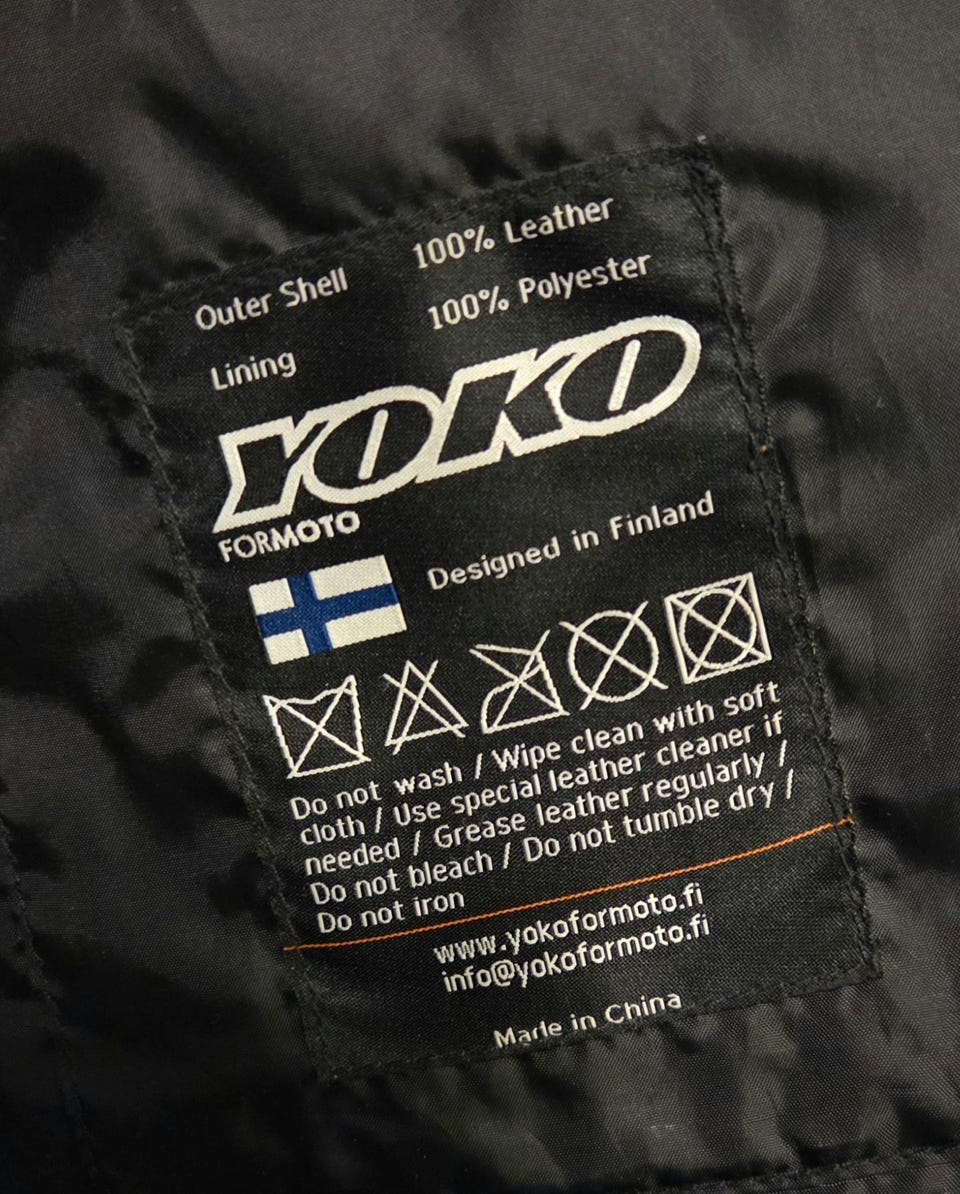 Outer Shell 100% Leather
Lining 100% Polyester
YOKO
FORMOTO
Designed in Finland
Do not wash / Wipe clean with soft
cloth / Use special leather cleaner if
needed / Grease leather regularly /
Do not bleach / Do not tumble dry /
Do not iron
www.yokoformoto.fi
info@yokoformoto.fi
Made in China